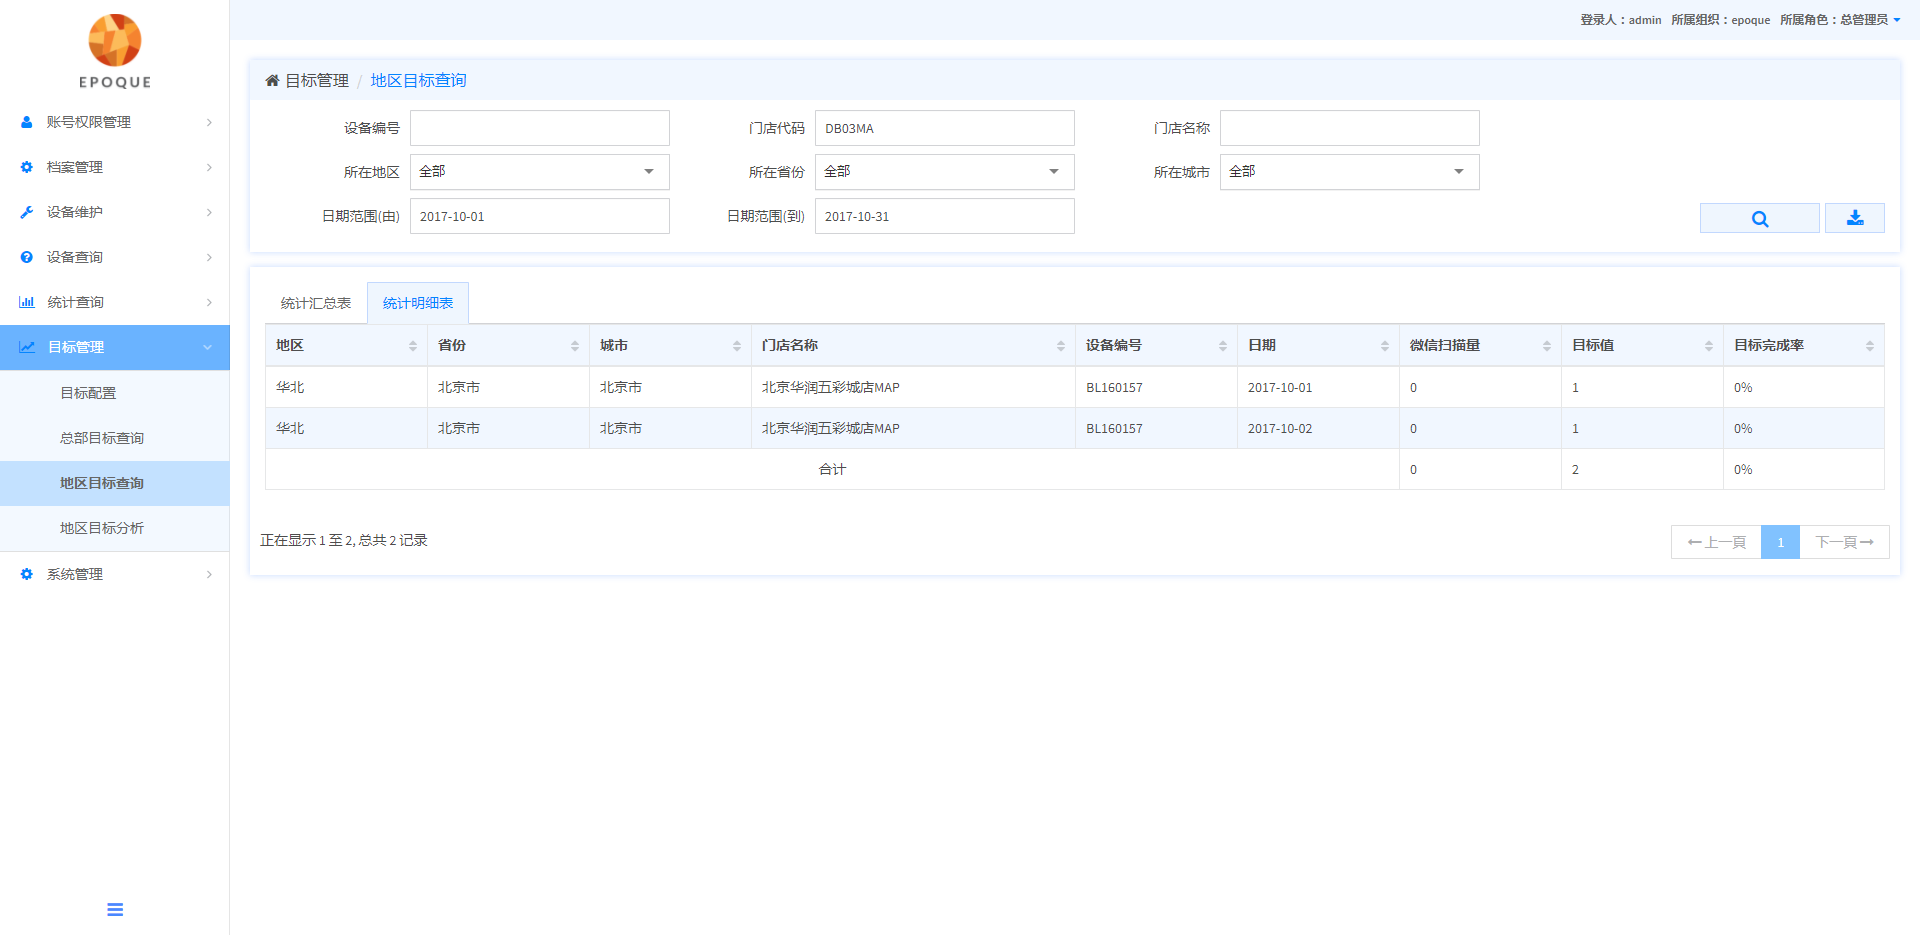 登录人：admin 所属组织：epoque 所属角色：总管理员
EPOQUE
账号权限管理
档案管理
设备维护
设备查询
统计查询
目标管理
目标配置
总部目标查询
地区目标查询
地区目标分析
系统管理
目标管理 / 地区目标查询
设备编号 门店代码 DB03MA 门店名称
所在地区 全部 所在省份 全部 所在城市 全部
日期范围(由) 2017-10-01 日期范围(到) 2017-10-31
统计汇总表 统计明细表
地区 省份 城市 门店名称 设备编号 日期 微信扫描量 目标值 目标完成率
华北 北京市 北京市 北京华润五彩城店MAP BL160157 2017-10-01 0 1 0%
华北 北京市 北京市 北京华润五彩城店MAP BL160157 2017-10-02 0 1 0%
合计 0 2 0%
正在显示 1 至 2, 总共 2 记录
←上一頁 1 下一頁→